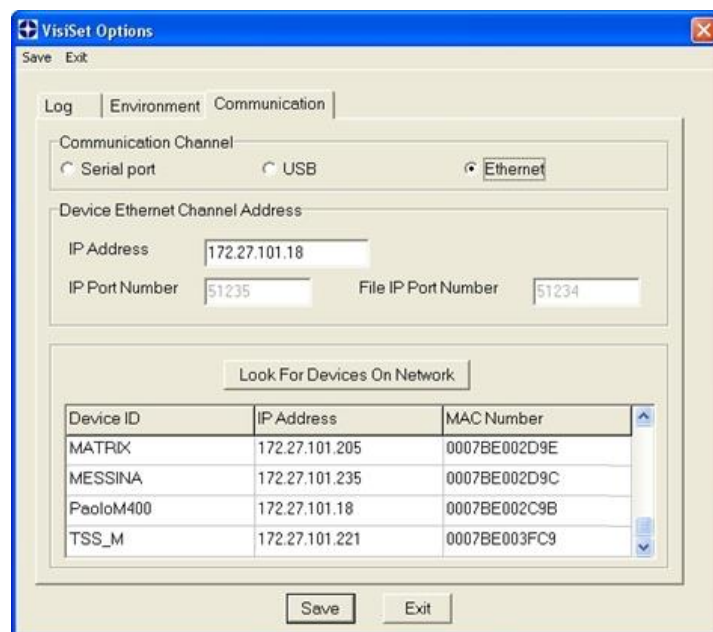 VisiSet Options
Save Exit
Log Environment Communication
Communication Channel
Serial port USB Ethernet
Device Ethernet Channel Address
IP Address 172.27.101.18
IP Port Number 51235 File IP Port Number 51234
Look For Devices On Network
Device ID IP Address MAC Number
MATRIX 172.27.101.205 0007BE002D9E
MESSINA 172.27.101.235 0007BE002D9C
PaoloM400 172.27.101.18 0007BE002C9B
TSS_M 172.27.101.221 0007BE003FC9
Save Exit